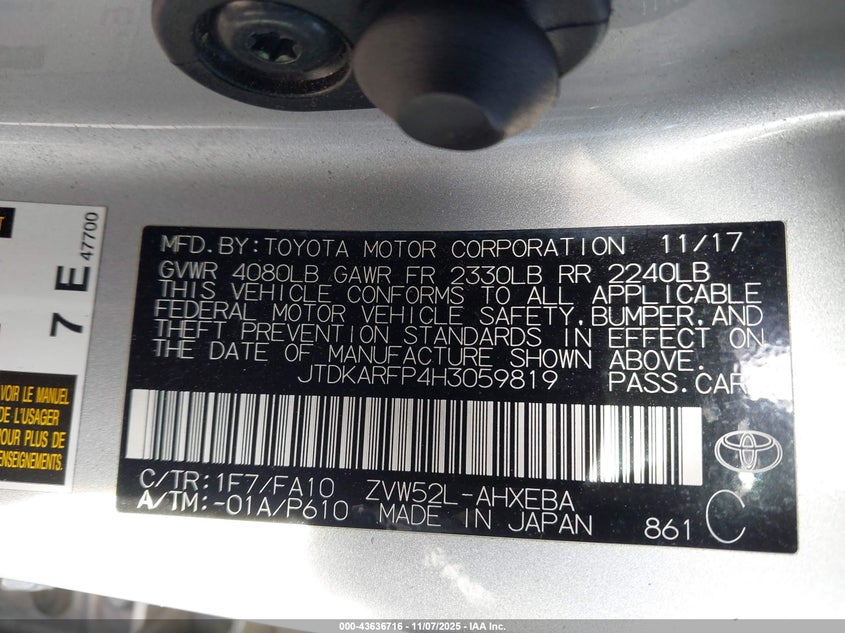 47700
7 E
VOIR LE MANUEL
DE L'USAGER
POUR PLUS DE
RENSEIGNEMENTS.
MFD.BY:TOYOTA MOTOR CORPORATION 11/17
GVWR 4080LB GAWR FR 2330LB RR 2240LB
THIS VEHICLE CONFORMS TO ALL APPLICABLE
FEDERAL MOTOR VEHICLE SAFETY,BUMPER,AND
THEFT PREVENTION STANDARDS IN EFFECT ON
THE DATE OF MANUFACTURE SHOWN ABOVE.
JTDKARFP4H3059819 PASS.CAR
C/TR:1F7/FA10 ZVW52L-AHXEBA
A/TM:-01A/P610 MADE IN JAPAN 861 C
000-43636716 - 11/07/2025 - IAA Inc.